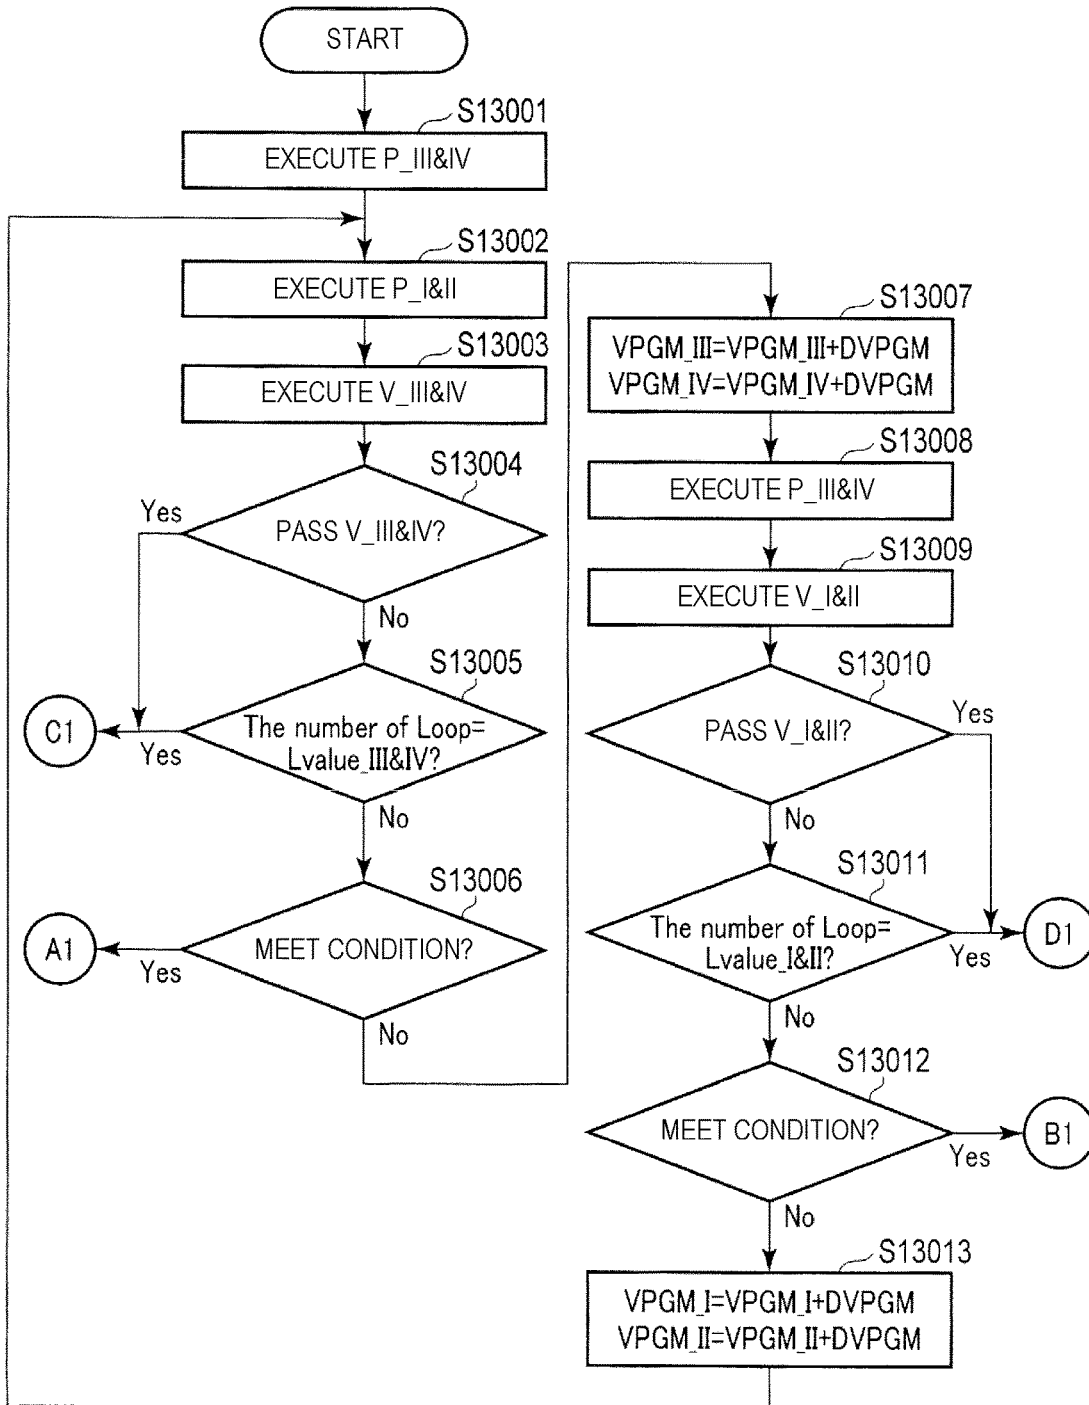 START
S13001
EXECUTE P_III&IV
S13002
EXECUTE P_I&II
S13003
EXECUTE V_III&IV
S13004
PASS V_III&IV?
Yes
No
S13005
The number of Loop=
Lvalue_III&IV?
C1
Yes
No
S13006
MEET CONDITION?
A1
Yes
No
S13007
VPGM_III=VPGM_III+DVPGM
VPGM_IV=VPGM_IV+DVPGM
S13008
EXECUTE P_III&IV
S13009
EXECUTE V_I&II
S13010
PASS V_I&II?
Yes
No
S13011
The number of Loop=
Lvalue_I&II?
Yes
D1
No
S13012
MEET CONDITION?
Yes
B1
No
S13013
VPGM_I=VPGM_I+DVPGM
VPGM_II=VPGM_II+DVPGM